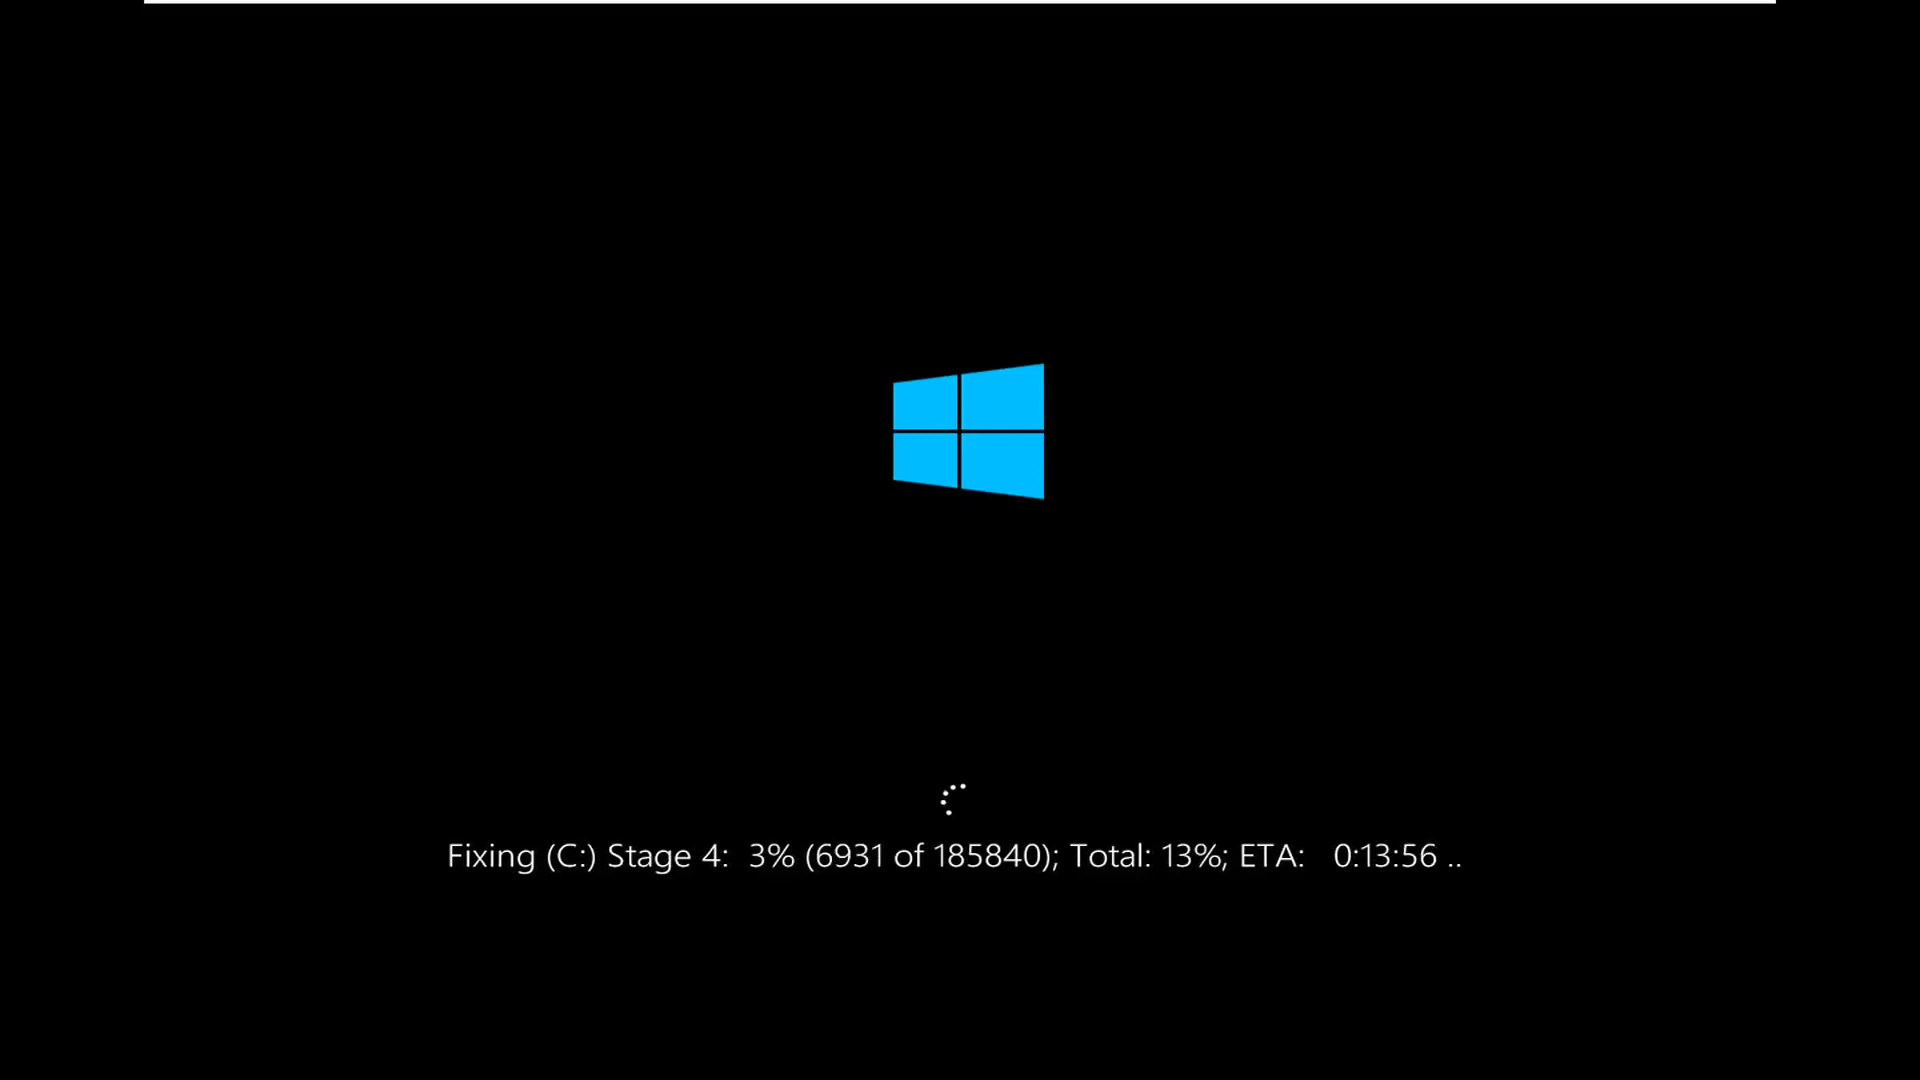 Fixing (C:) Stage 4:  3% (6931 of 185840); Total: 13%; ETA:   0:13:56 ..